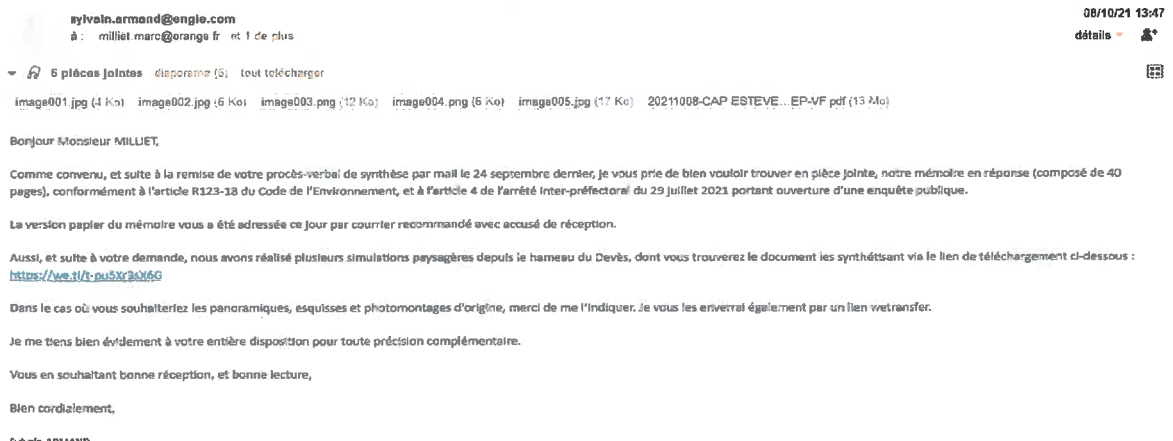 sylvain.armand@engie.com
08/10/21 13:47
à : milliet.marc@orange.fr et 1 de plus
détails
6 pièces jointes diaporama (5) tout télécharger
image001.jpg (4 Ko) image002.jpg (6 Ko) image003.png (12 Ko) image004.png (6 Ko) image005.jpg (17 Ko) 20211008-CAP ESTEVE...EP-VF pdf (13 Mo)
Bonjour Monsieur MILLIET,
Comme convenu, et suite à la remise de votre procès-verbal de synthèse par mail le 24 septembre dernier, je vous prie de bien vouloir trouver en pièce jointe, notre mémoire en réponse (composé de 40
pages), conformément à l'article R123-18 du Code de l'Environnement, et à l'article 4 de l'arrêté inter-préfectoral du 29 juillet 2021 portant ouverture d'une enquête publique.
La version papier du mémoire vous a été adressée ce jour par courrier recommandé avec accusé de réception.
Aussi, et suite à votre demande, nous avons réalisé plusieurs simulations paysagères depuis le hameau du Devès, dont vous trouverez le document les synthétisant via le lien de téléchargement ci-dessous :
https://we.tl/t-pu5Xr3sX6G
Dans le cas où vous souhaiteriez les panoramiques, esquisses et photomontages d'origine, merci de me l'indiquer. Je vous les enverrai également par un lien wetransfer.
Je me tiens bien évidement à votre entière disposition pour toute précision complémentaire.
Vous en souhaitant bonne réception, et bonne lecture,
Bien cordialement,
Sylvain ARMAND